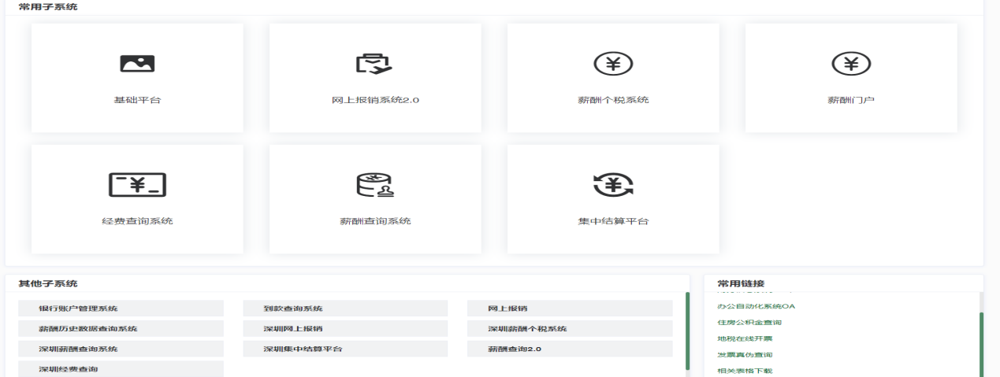 常用子系统
基础平台
网上报销系统2.0
薪酬个税系统
薪酬门户
经费查询系统
薪酬查询系统
集中结算平台
其他子系统
银行账户管理系统
到款查询系统
网上报销
薪酬历史数据查询系统
深圳网上报销
深圳薪酬个税系统
深圳薪酬查询系统
深圳集中结算平台
薪酬查询2.0
深圳经费查询
常用链接
办公自动化系统OA
住房公积金查询
地税在线开票
发票真伪查询
相关表格下载